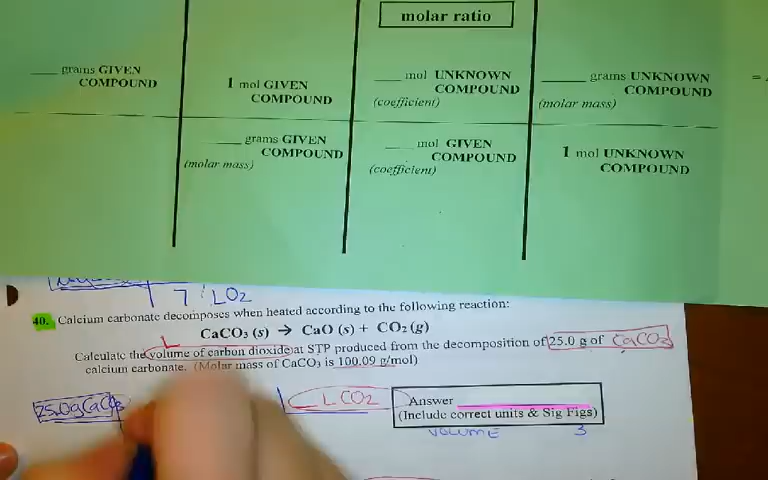 molar ratio
____ grams GIVEN
COMPOUND
1 mol GIVEN
COMPOUND
____ mol UNKNOWN
COMPOUND
(coefficient)
____ grams UNKNOWN
COMPOUND
(molar mass)
=
____ grams GIVEN
COMPOUND
(molar mass)
____ mol GIVEN
COMPOUND
(coefficient)
1 mol UNKNOWN
COMPOUND
7 LO2
40. Calcium carbonate decomposes when heated according to the following reaction:
CaCO3 (s) → CaO (s) + CO2 (g)
L
Calculate the volume of carbon dioxide at STP produced from the decomposition of 25.0 g of CaCO3
calcium carbonate. (Molar mass of CaCO3 is 100.09 g/mol)
25.0g CaCO3
L CO2
Answer
(Include correct units & Sig Figs)
VOLUME 3